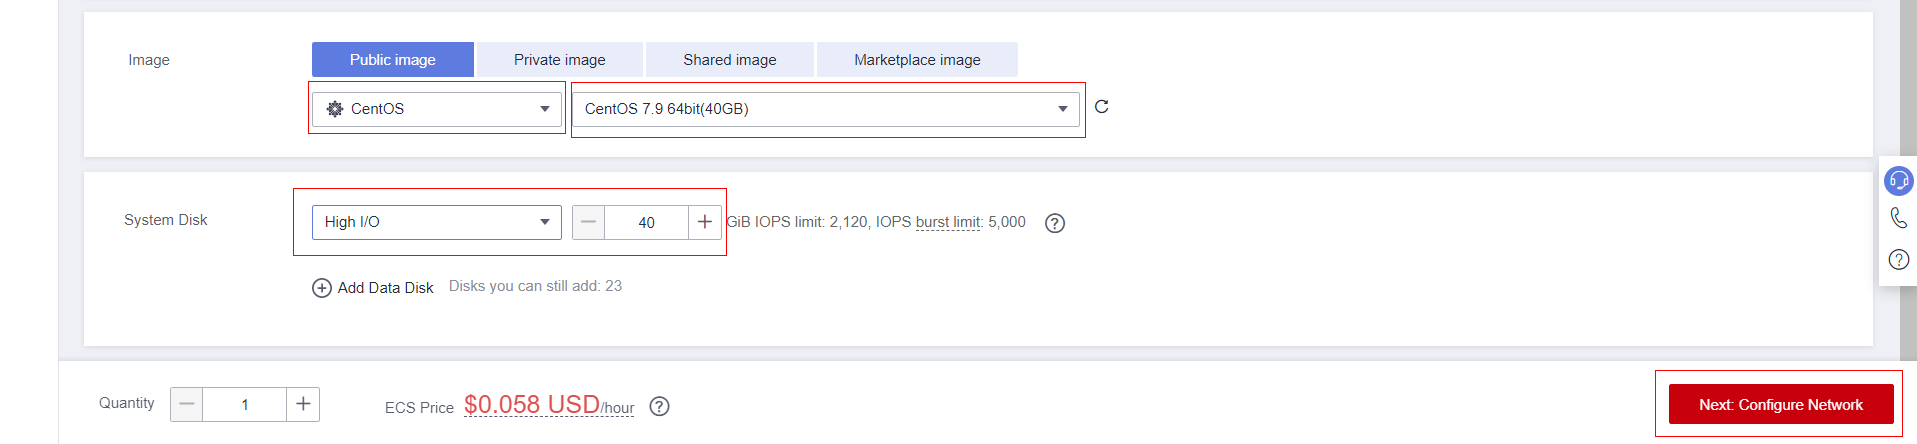 Image
Public image
Private image
Shared image
Marketplace image
CentOS
CentOS 7.9 64bit(40GB)
System Disk
High I/O
40
GiB IOPS limit: 2,120, IOPS burst limit: 5,000
Add Data Disk
Disks you can still add: 23
Quantity
1
ECS Price $0.058 USD/hour
Next: Configure Network